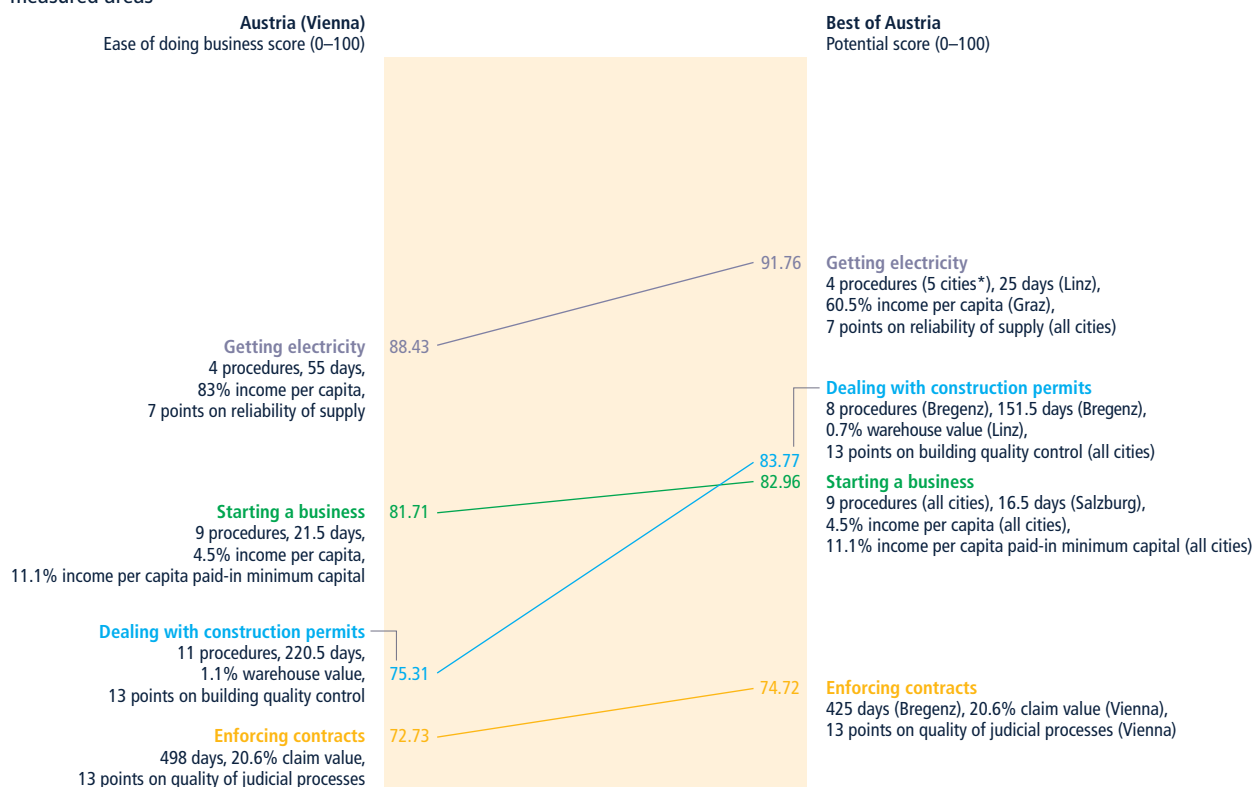 measured areas
Austria (Vienna)
Ease of doing business score (0–100)
Best of Austria
Potential score (0–100)
91.76
Getting electricity
4 procedures (5 cities*), 25 days (Linz),
60.5% income per capita (Graz),
7 points on reliability of supply (all cities)
Getting electricity
4 procedures, 55 days,
83% income per capita,
7 points on reliability of supply
88.43
Dealing with construction permits
8 procedures (Bregenz), 151.5 days (Bregenz),
0.7% warehouse value (Linz),
13 points on building quality control (all cities)
83.77
82.96
Starting a business
9 procedures (all cities), 16.5 days (Salzburg),
4.5% income per capita (all cities),
11.1% income per capita paid-in minimum capital (all cities)
Starting a business
9 procedures, 21.5 days,
4.5% income per capita,
11.1% income per capita paid-in minimum capital
81.71
Dealing with construction permits
11 procedures, 220.5 days,
1.1% warehouse value,
13 points on building quality control
75.31
74.72
Enforcing contracts
425 days (Bregenz), 20.6% claim value (Vienna),
13 points on quality of judicial processes (Vienna)
Enforcing contracts
498 days, 20.6% claim value,
13 points on quality of judicial processes
72.73